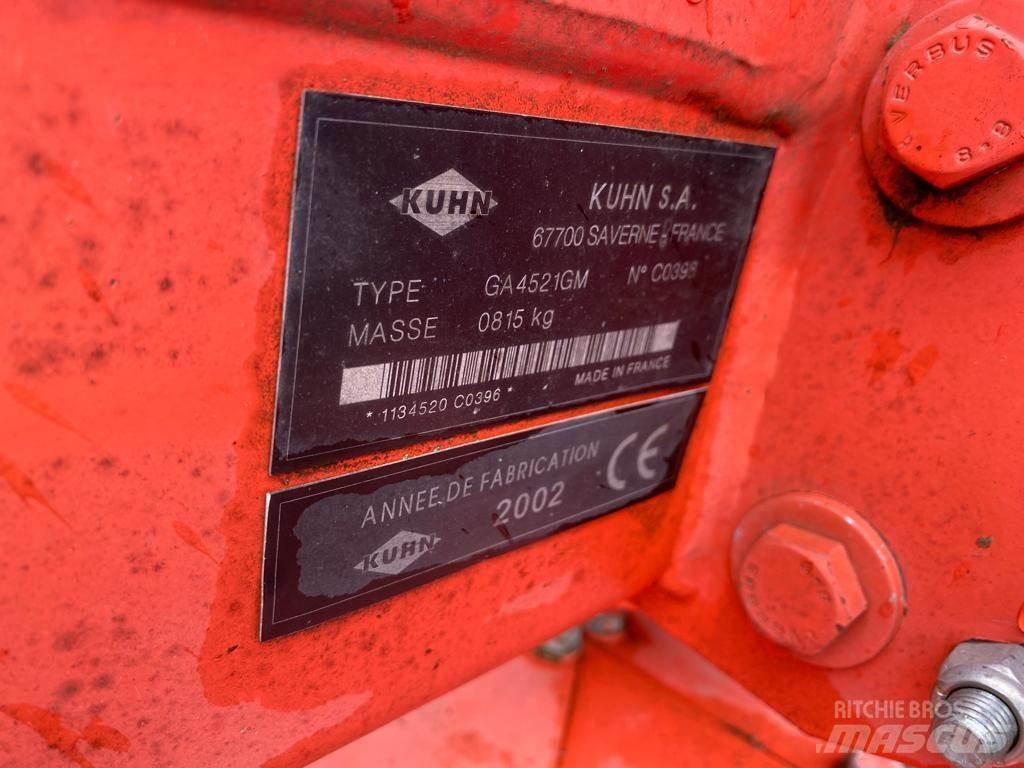 KUHN
KUHN S.A.
67700 SAVERNE - FRANCE
TYPE GA4521GM N° C0396
MASSE 0815 kg
MADE IN FRANCE
* 1134520 C0396 *
ANNEE DE FABRICATION
2002
CE
KUHN
VERBUS
8.8
RITCHIE BROS
MASCUS